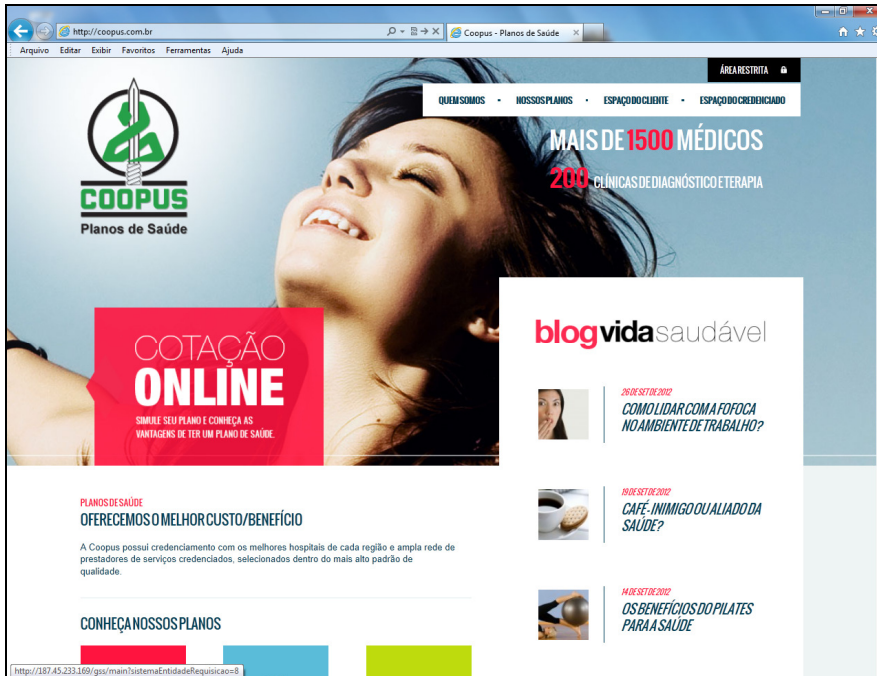 http://coopus.com.br
Coopus - Planos de Saúde
Arquivo Editar Exibir Favoritos Ferramentas Ajuda
ÁREA RESTRITA
QUEM SOMOS • NOSSOS PLANOS • ESPAÇO DO CLIENTE • ESPAÇO DO CREDENCIADO
MAIS DE 1500 MÉDICOS
200 CLÍNICAS DE DIAGNÓSTICO E TERAPIA
COOPUS
Planos de Saúde
COTAÇÃO
ONLINE
SIMULE SEU PLANO E CONHEÇA AS
VANTAGENS DE TER UM PLANO DE SAÚDE.
blogvidasaudável
26 DE SET DE 2012
COMO LIDAR COM A FOFOCA
NO AMBIENTE DE TRABALHO?
19 DE SET DE 2012
CAFÉ - INIMIGO OU ALIADO DA
SAÚDE?
14 DE SET DE 2012
OS BENEFÍCIOS DO PILATES
PARA A SAÚDE
PLANOS DE SAÚDE
OFERECEMOS O MELHOR CUSTO/BENEFÍCIO
A Coopus possui credenciamento com os melhores hospitais de cada região e ampla rede de
prestadores de serviços credenciados, selecionados dentro do mais alto padrão de
qualidade.
CONHEÇA NOSSOS PLANOS
http://187.45.233.169/gss/main?sistemaEntidadeRequisicao=8